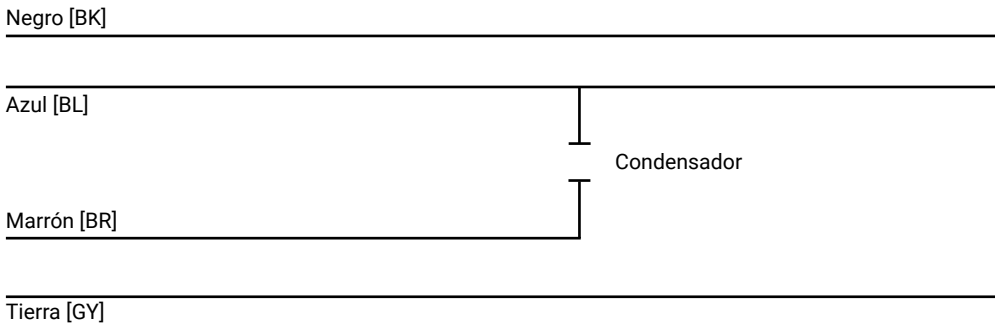 Negro [BK]
Azul [BL]
Condensador
Marrón [BR]
Tierra [GY]